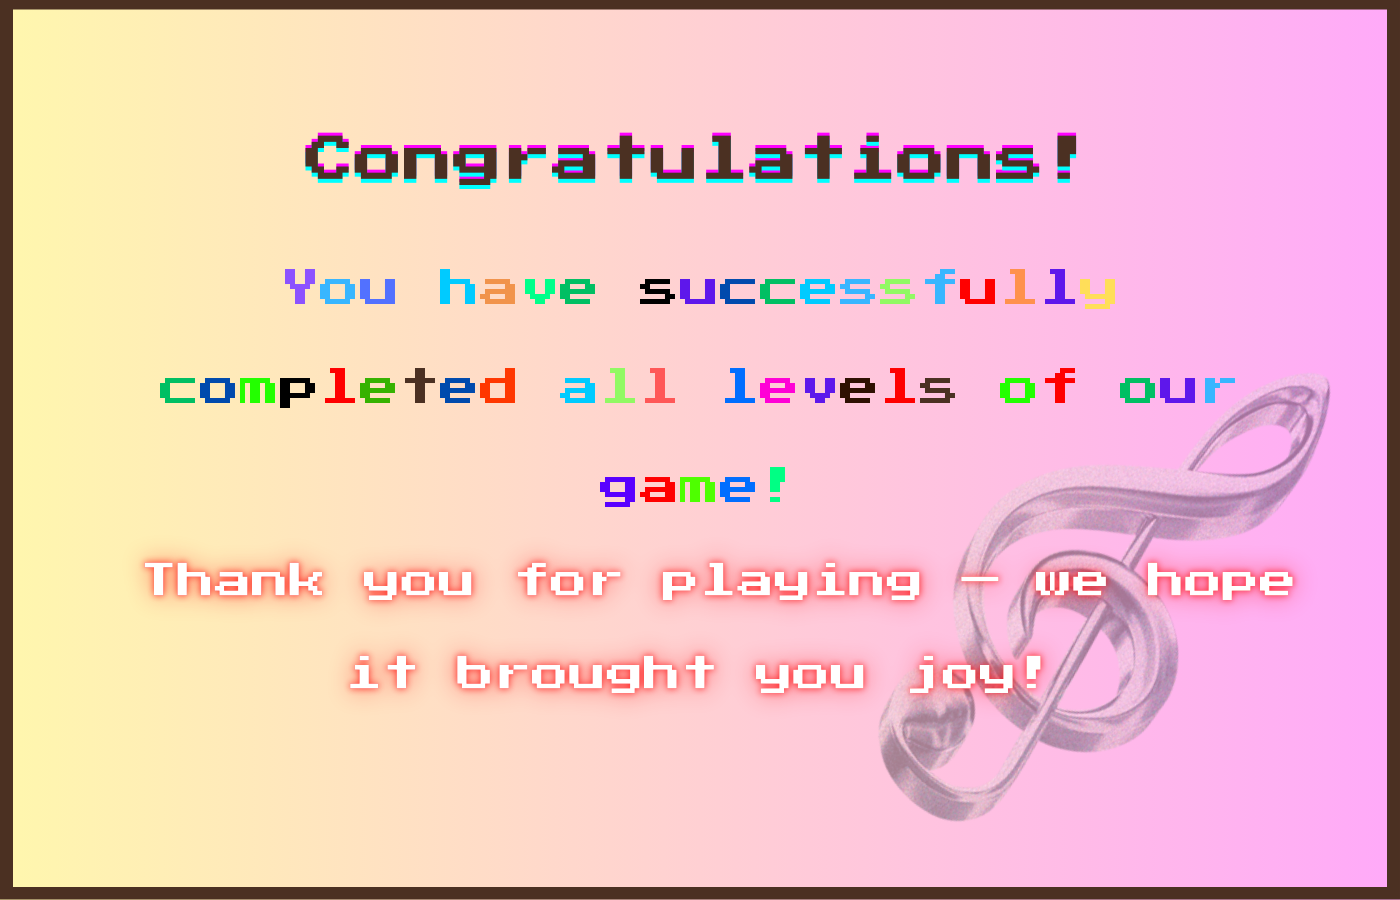 Congratulations!
You have successfully
completed all levels of our
game!
Thank you for playing — we hope
it brought you joy!